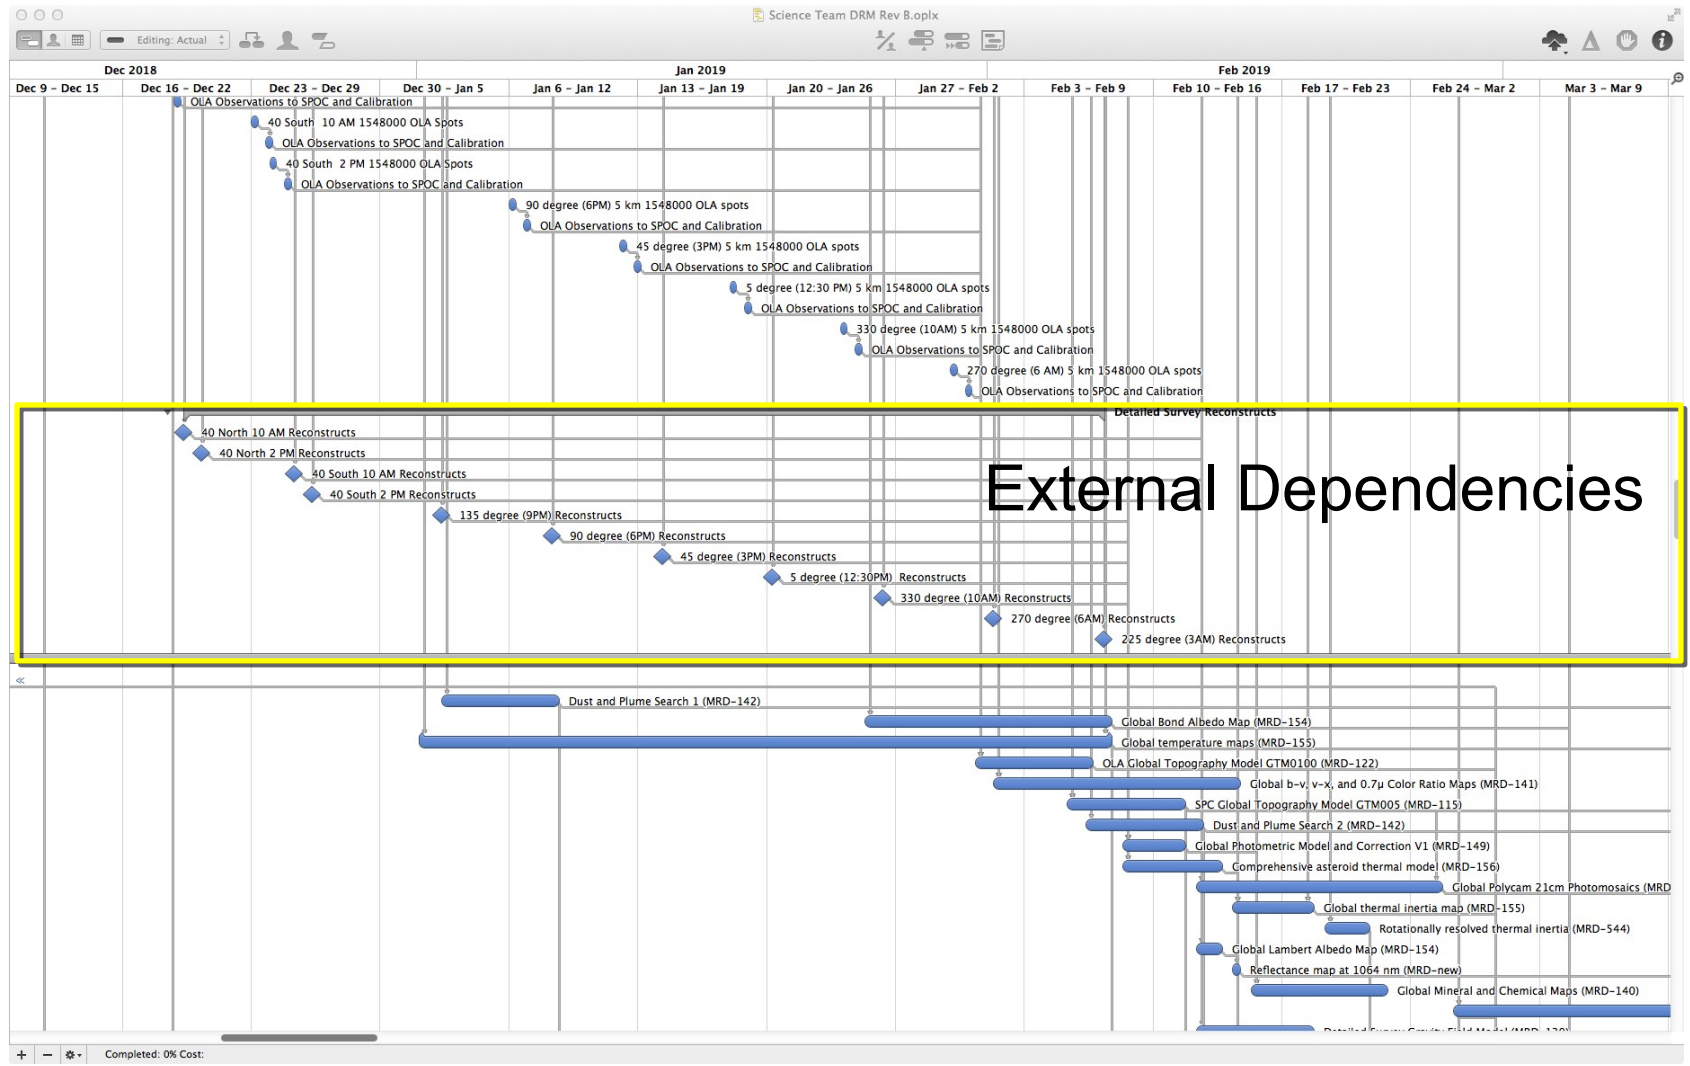 Science Team DRM Rev B.oplx
Editing: Actual
Dec 2018 Jan 2019 Feb 2019
Dec 9 – Dec 15 Dec 16 – Dec 22 Dec 23 – Dec 29 Dec 30 – Jan 5 Jan 6 – Jan 12 Jan 13 – Jan 19 Jan 20 – Jan 26 Jan 27 – Feb 2 Feb 3 – Feb 9 Feb 10 – Feb 16 Feb 17 – Feb 23 Feb 24 – Mar 2 Mar 3 – Mar 9
OLA Observations to SPOC and Calibration
40 South 10 AM 1548000 OLA Spots
OLA Observations to SPOC and Calibration
40 South 2 PM 1548000 OLA Spots
OLA Observations to SPOC and Calibration
90 degree (6PM) 5 km 1548000 OLA spots
OLA Observations to SPOC and Calibration
45 degree (3PM) 5 km 1548000 OLA spots
OLA Observations to SPOC and Calibration
5 degree (12:30 PM) 5 km 1548000 OLA spots
OLA Observations to SPOC and Calibration
330 degree (10AM) 5 km 1548000 OLA spots
OLA Observations to SPOC and Calibration
270 degree (6 AM) 5 km 1548000 OLA spots
OLA Observations to SPOC and Calibration
Detailed Survey Reconstructs
40 North 10 AM Reconstructs
40 North 2 PM Reconstructs
40 South 10 AM Reconstructs
External Dependencies
40 South 2 PM Reconstructs
135 degree (9PM) Reconstructs
90 degree (6PM) Reconstructs
45 degree (3PM) Reconstructs
5 degree (12:30PM) Reconstructs
330 degree (10AM) Reconstructs
270 degree (6AM) Reconstructs
225 degree (3AM) Reconstructs
Dust and Plume Search 1 (MRD–142)
Global Bond Albedo Map (MRD–154)
Global temperature maps (MRD–155)
OLA Global Topography Model GTM0100 (MRD–122)
Global b–v, v–x, and 0.7μ Color Ratio Maps (MRD–141)
SPC Global Topography Model GTM005 (MRD–115)
Dust and Plume Search 2 (MRD–142)
Global Photometric Model and Correction V1 (MRD–149)
Comprehensive asteroid thermal model (MRD–156)
Global Polycam 21cm Photomosaics (MRD
Global thermal inertia map (MRD–155)
Rotationally resolved thermal inertia (MRD–544)
Global Lambert Albedo Map (MRD–154)
Reflectance map at 1064 nm (MRD–new)
Global Mineral and Chemical Maps (MRD–140)
Detailed Survey Gravity Field Model (MRD–130)
Completed: 0% Cost: